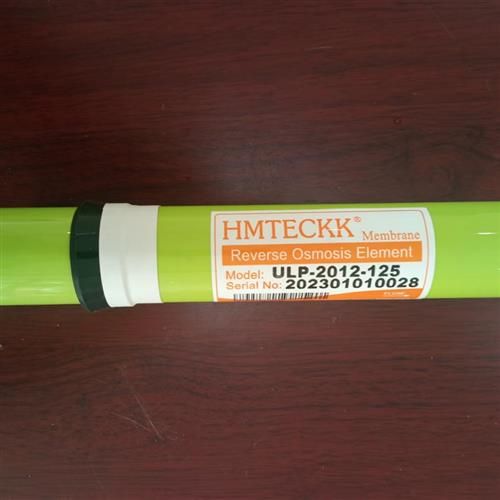 HMTECKK® Membrane
Reverse Osmosis Element
Model: ULP-2012-125
Serial No: 202301010028